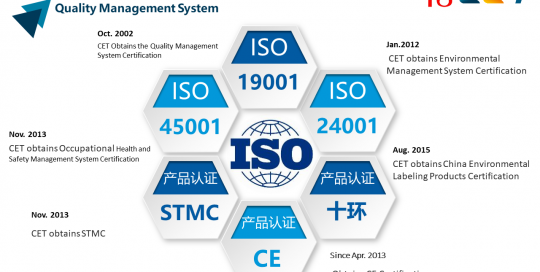 Quality Management System
Oct. 2002
CET Obtains the Quality Management
System Certification
ISO
19001
Jan.2012
CET obtains Environmental
Management System Certification
ISO
45001
ISO
24001
Nov. 2013
CET obtains Occupational Health and
Safety Management System Certification
ISO
Aug. 2015
CET obtains China Environmental
Labeling Products Certification
产品认证
STMC
产品认证
十环
Nov. 2013
CET obtains STMC
产品认证
CE
Since Apr. 2013